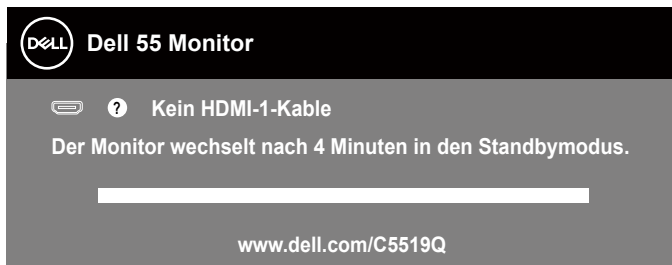 DELL Dell 55 Monitor
? Kein HDMI-1-Kable
Der Monitor wechselt nach 4 Minuten in den Standbymodus.
www.dell.com/C5519Q